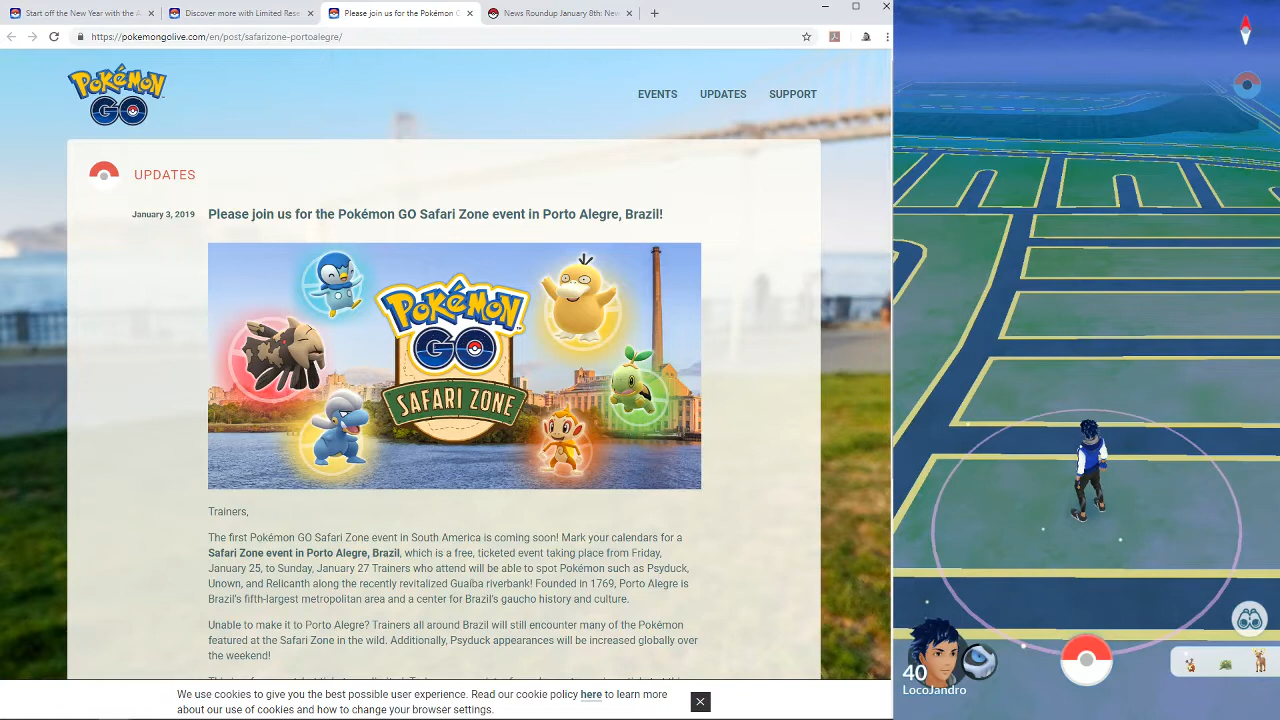 Start off the New Year with the A
Discover more with Limited Rese
Please join us for the Pokémon G
News Roundup January 8th: New
https://pokemongolive.com/en/post/safarizone-portoalegre/
POKÉMON
GO
EVENTS
UPDATES
SUPPORT
UPDATES
January 3, 2019
Please join us for the Pokémon GO Safari Zone event in Porto Alegre, Brazil!
POKÉMON
GO
SAFARI ZONE
Trainers,
The first Pokémon GO Safari Zone event in South America is coming soon! Mark your calendars for a
Safari Zone event in Porto Alegre, Brazil, which is a free, ticketed event taking place from Friday,
January 25, to Sunday, January 27 Trainers who attend will be able to spot Pokémon such as Psyduck,
Unown, and Relicanth along the recently revitalized Guaiba riverbank! Founded in 1769, Porto Alegre is
Brazil's fifth-largest metropolitan area and a center for Brazil's gaucho history and culture.
Unable to make it to Porto Alegre? Trainers all around Brazil will still encounter many of the Pokémon
featured at the Safari Zone in the wild. Additionally, Psyduck appearances will be increased globally over
the weekend!
We use cookies to give you the best possible user experience. Read our cookie policy here to learn more
about our use of cookies and how to change your browser settings.
40
LocoJandro